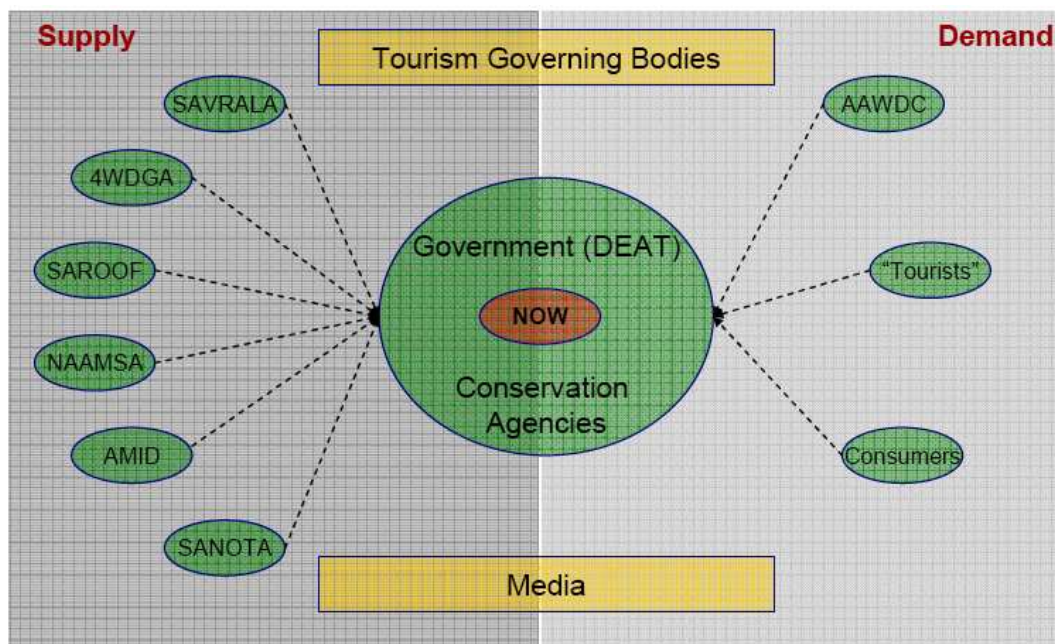 Supply
Demand
Tourism Governing Bodies
SAVRALA
AAWDC
4WDGA
Government (DEAT)
SAROOF
"Tourists"
NOW
NAAMSA
Conservation
Agencies
AMID
Consumers
SANOTA
Media